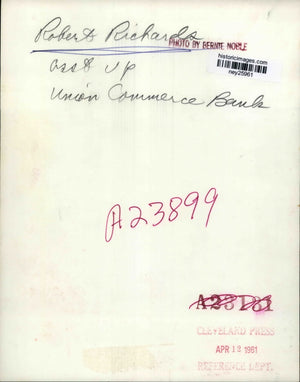 Robert Richards
PHOTO BY BERNIE NOBLE
historicimages.com
ney25961
asst VP
Union Commerce Bank
A23899
A23181
CLEVELAND PRESS
APR 12 1961
REFERENCE DEPT.